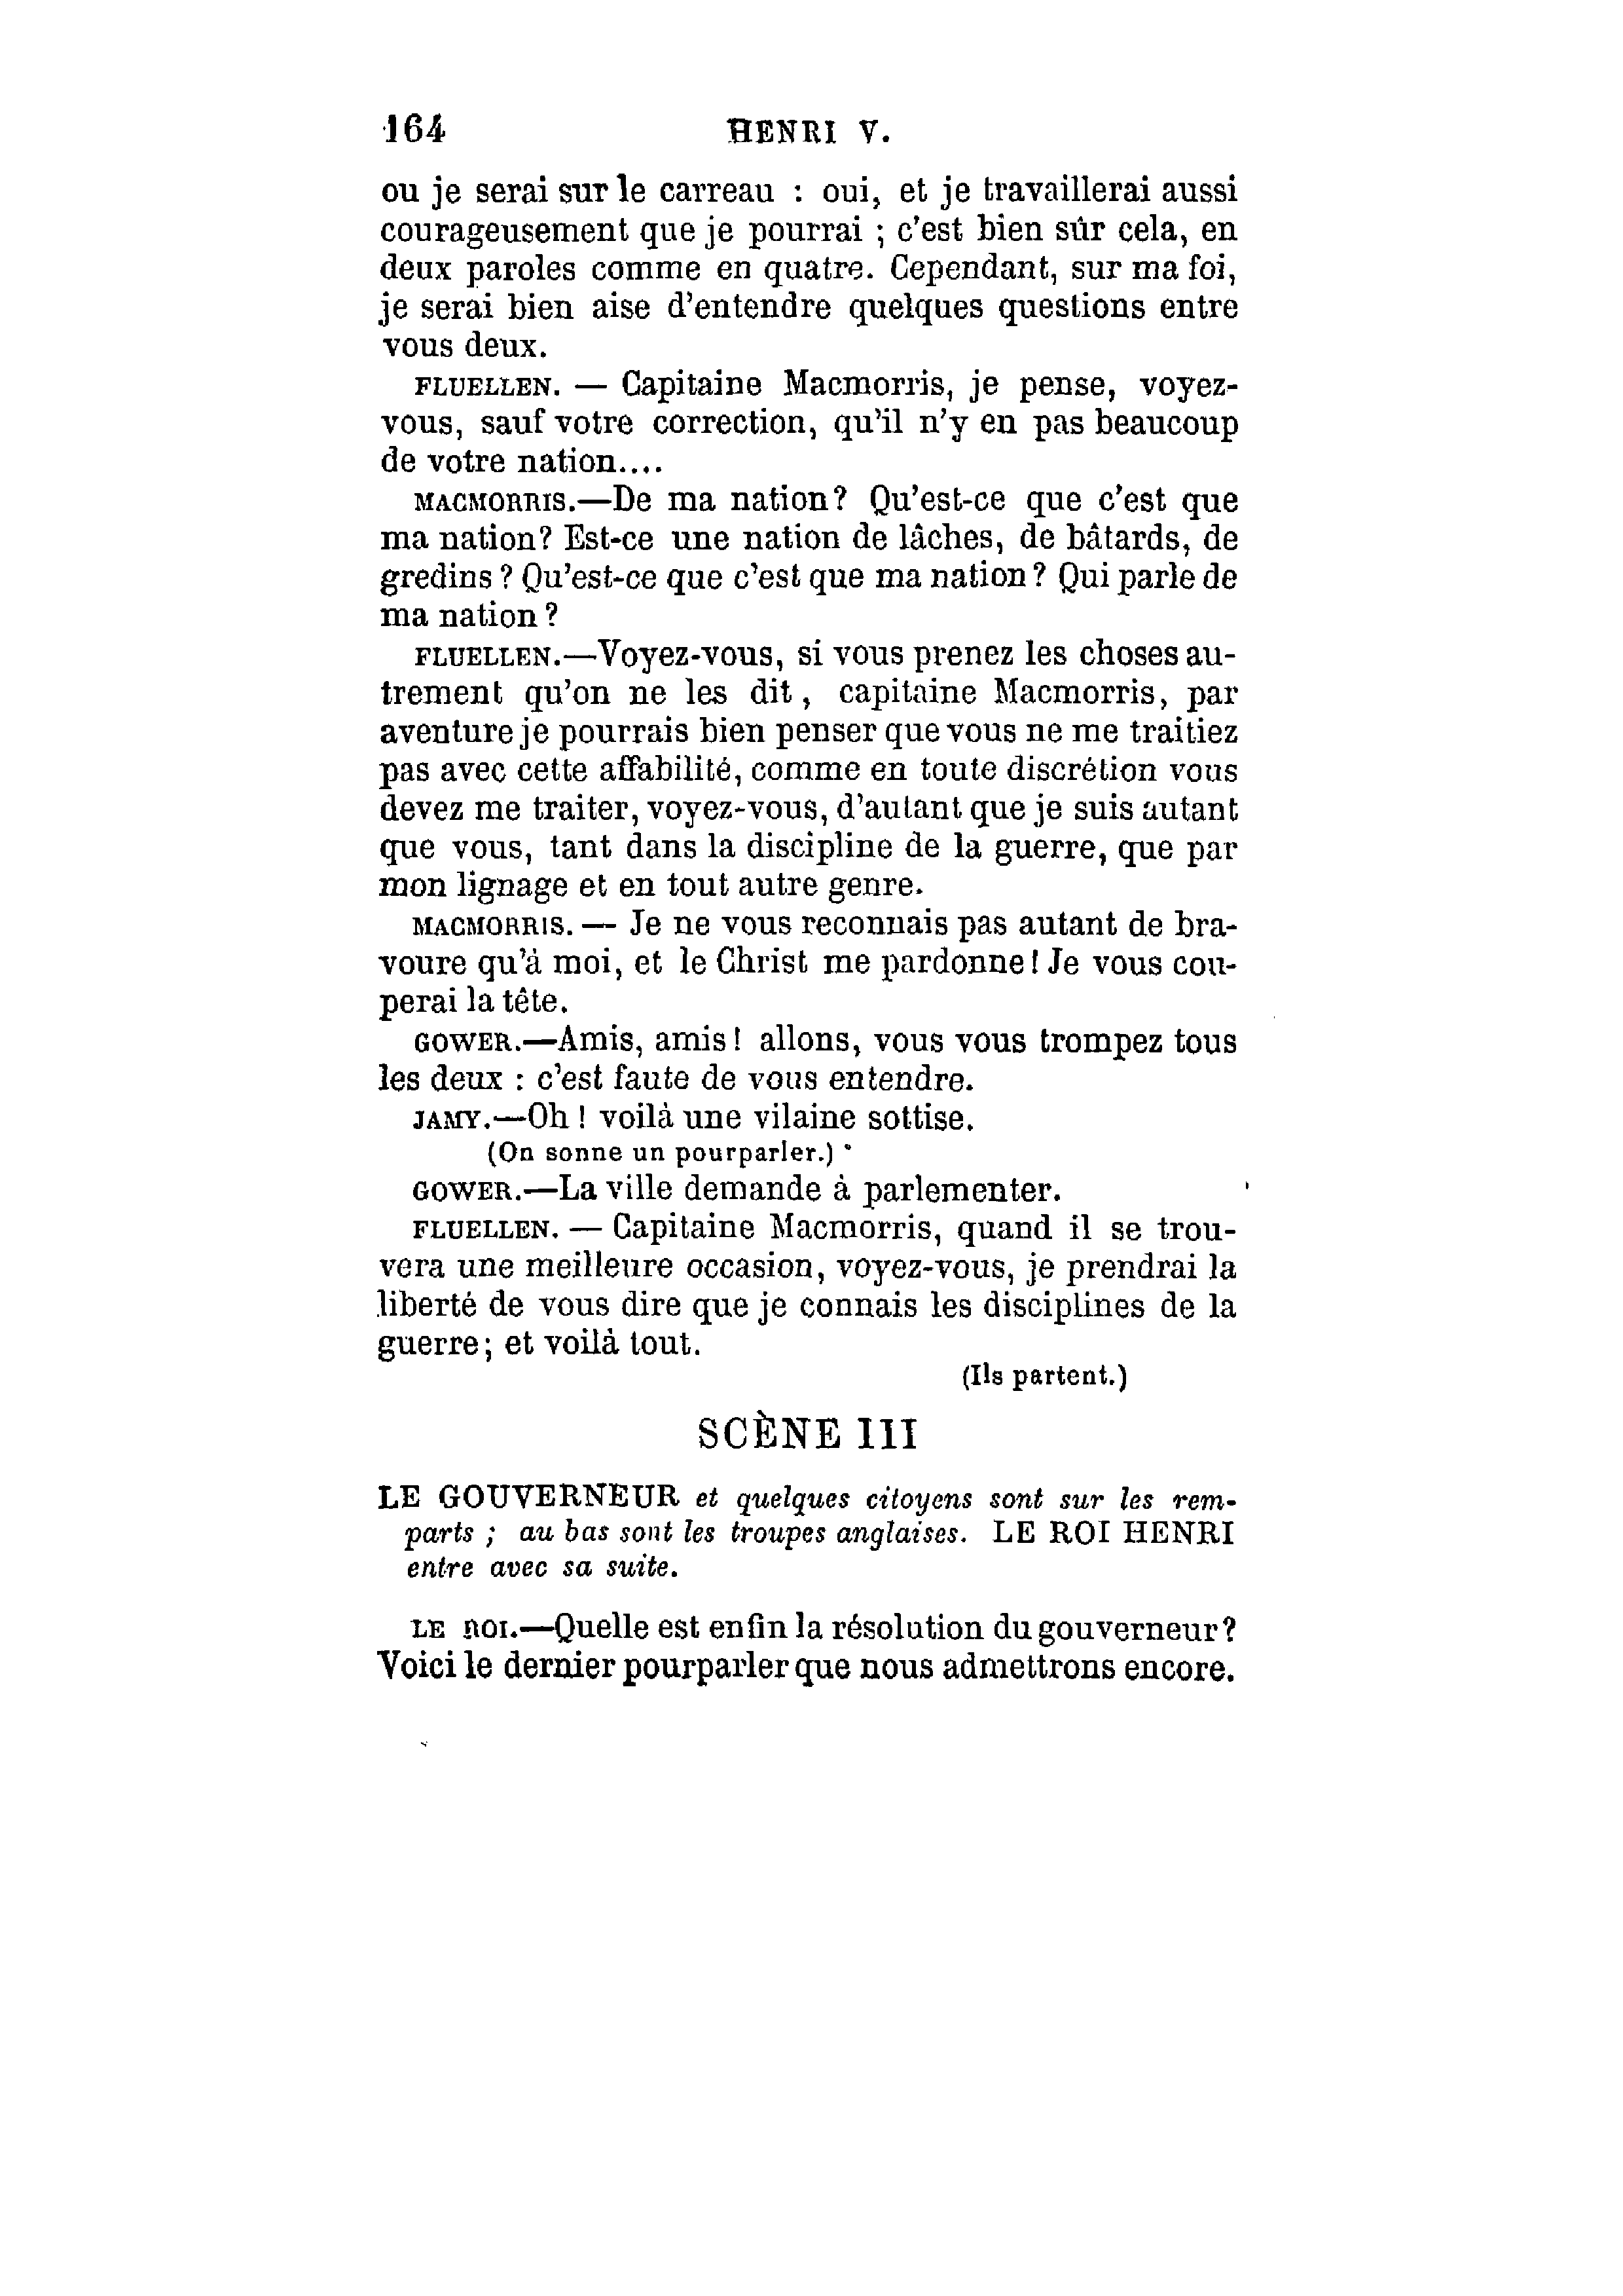 164 HENRI V.
ou je serai sur le carreau : oui, et je travaillerai aussi
courageusement que je pourrai ; c'est bien sûr cela, en
deux paroles comme en quatre. Cependant, sur ma foi,
je serai bien aise d'entendre quelques questions entre
vous deux.
FLUELLEN. — Capitaine Macmorris, je pense, voyez-
vous, sauf votre correction, qu'il n'y en pas beaucoup
de votre nation....
MACMORRIS.—De ma nation? Qu'est-ce que c'est que
ma nation? Est-ce une nation de lâches, de bâtards, de
gredins ? Qu'est-ce que c'est que ma nation ? Qui parle de
ma nation ?
FLUELLEN.—Voyez-vous, si vous prenez les choses au-
trement qu'on ne les dit, capitaine Macmorris, par
aventure je pourrais bien penser que vous ne me traitiez
pas avec cette affabilité, comme en toute discrétion vous
devez me traiter, voyez-vous, d'autant que je suis autant
que vous, tant dans la discipline de la guerre, que par
mon lignage et en tout autre genre.
MACMORRIS. — Je ne vous reconnais pas autant de bra-
voure qu'à moi, et le Christ me pardonne! Je vous cou-
perai la tête.
GOWER.—Amis, amis! allons, vous vous trompez tous
les deux : c'est faute de vous entendre.
JAMY.—Oh ! voilà une vilaine sottise.
(On sonne un pourparler.)
GOWER.—La ville demande à parlementer.
FLUELLEN. — Capitaine Macmorris, quand il se trou-
vera une meilleure occasion, voyez-vous, je prendrai la
liberté de vous dire que je connais les disciplines de la
guerre; et voilà tout.
(Ils partent.)
SCÈNE III
LE GOUVERNEUR et quelques citoyens sont sur les rem-
parts ; au bas sont les troupes anglaises. LE ROI HENRI
entre avec sa suite.
LE ROI.—Quelle est enfin la résolution du gouverneur?
Voici le dernier pourparler que nous admettrons encore.